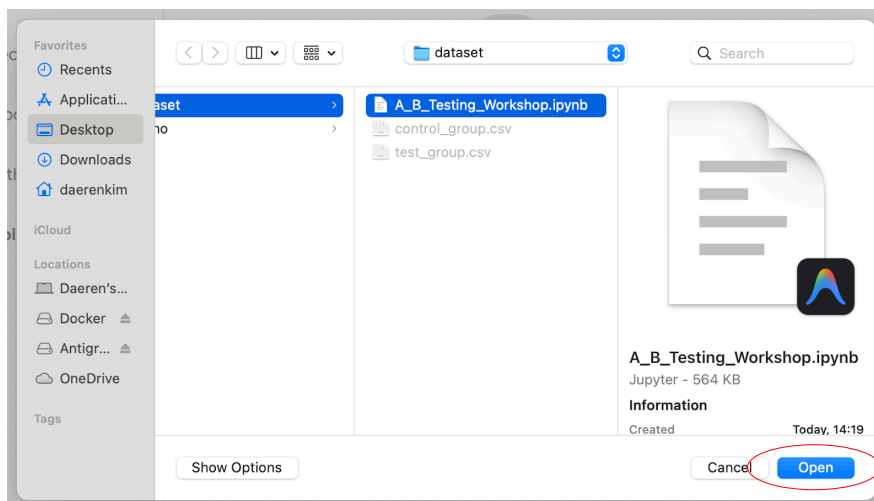 Favorites
Recents
Applicati...
Desktop
Downloads
daerenkim
iCloud
Locations
Daeren's...
Docker
Antigr...
OneDrive
Tags
dataset
Search
aset
no
A_B_Testing_Workshop.ipynb
control_group.csv
test_group.csv
A_B_Testing_Workshop.ipynb
Jupyter - 564 KB
Information
Created Today, 14:19
Show Options
Cancel
Open